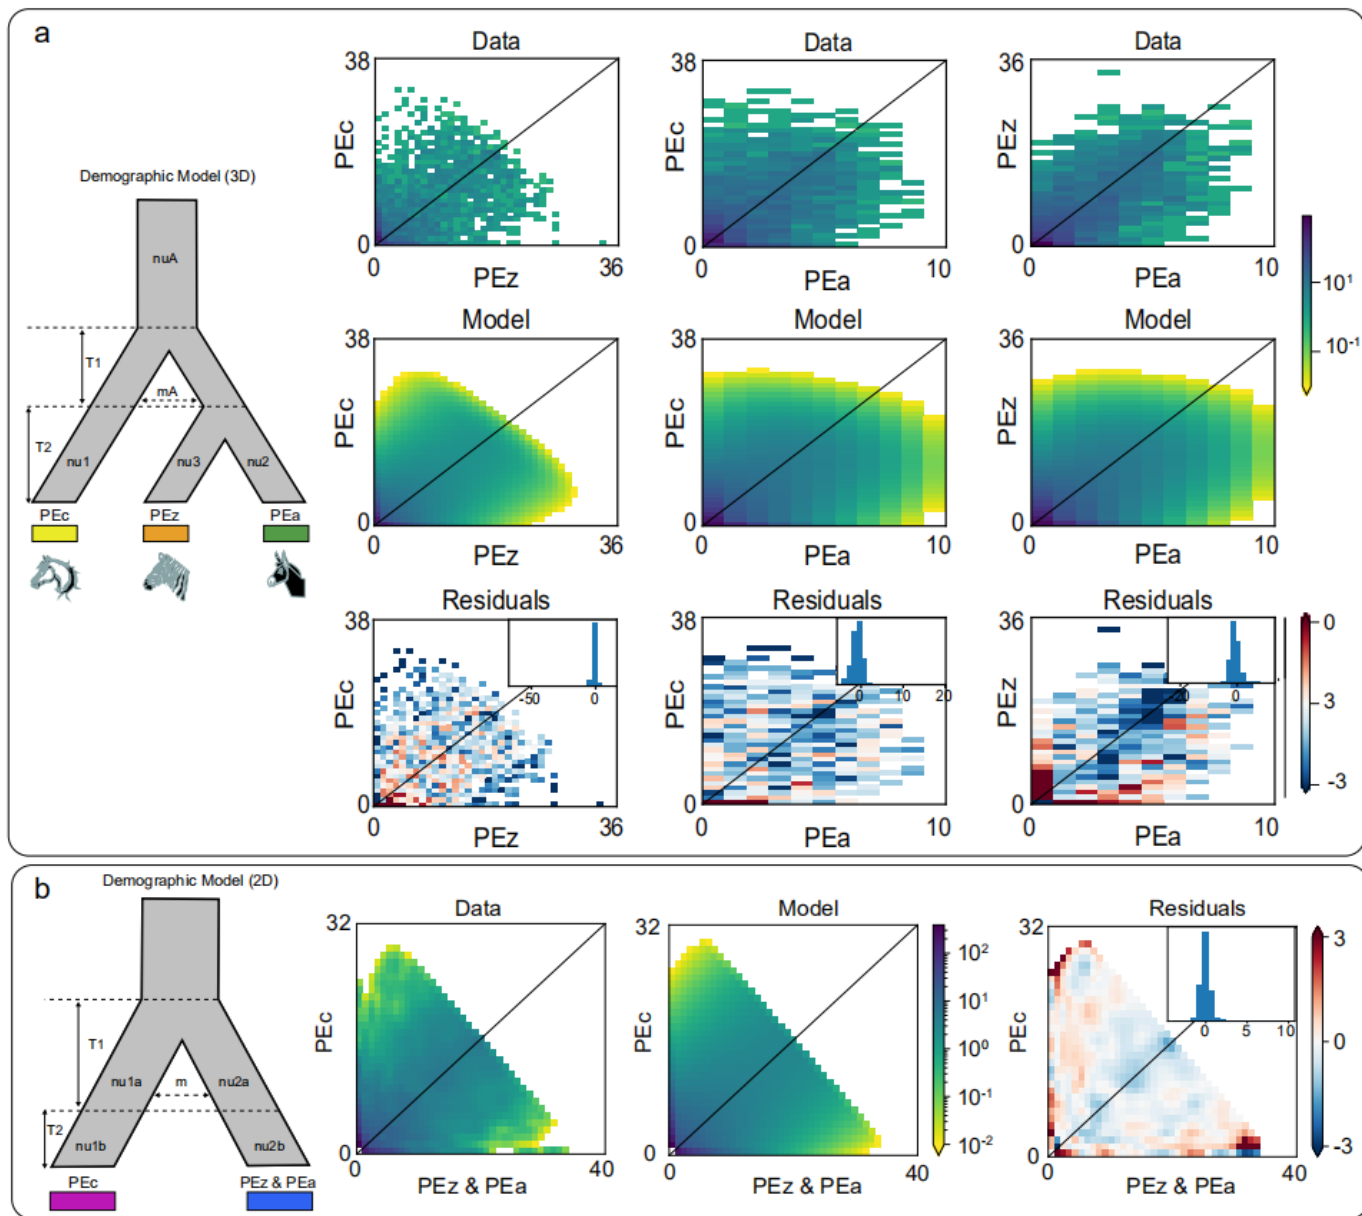 a
Demographic Model (3D)
nuA
T1
mA
T2
nu1
nu3
nu2
PEc
PEz
PEa
Data
38
PEc
0
0
PEz
36
Data
38
PEc
0
0
PEa
10
Data
36
PEz
0
0
PEa
10
10¹
10⁻¹
Model
38
PEc
0
0
PEz
36
Model
38
PEc
0
0
PEa
10
Model
36
PEz
0
0
PEa
10
Residuals
38
PEc
0
0
PEz
36
-50
0
Residuals
38
PEc
0
0
PEa
10
0
10
20
Residuals
36
PEz
0
0
PEa
10
-20
0
0
3
-3
b
Demographic Model (2D)
T1
nu1a
m
nu2a
T2
nu1b
nu2b
PEc
PEz & PEa
Data
32
PEc
0
0
40
PEz & PEa
Model
32
PEc
0
0
40
PEz & PEa
10²
10¹
10⁰
10⁻¹
10⁻²
Residuals
32
PEc
0
0
40
PEz & PEa
0
5
10
3
0
-3